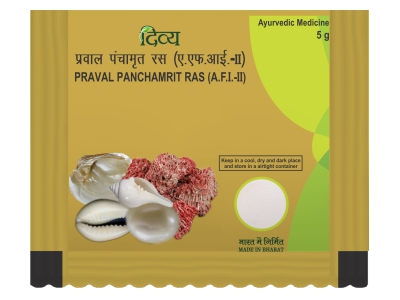 दिव्य
Ayurvedic Medicine
5 g
प्रवाल पंचामृत रस (ए.एफ.आई.-II)
PRAVAL PANCHAMRIT RAS (A.F.I.-II)
Keep in a cool, dry and dark place
and store in a airtight container
भारत में निर्मित
MADE IN BHARAT